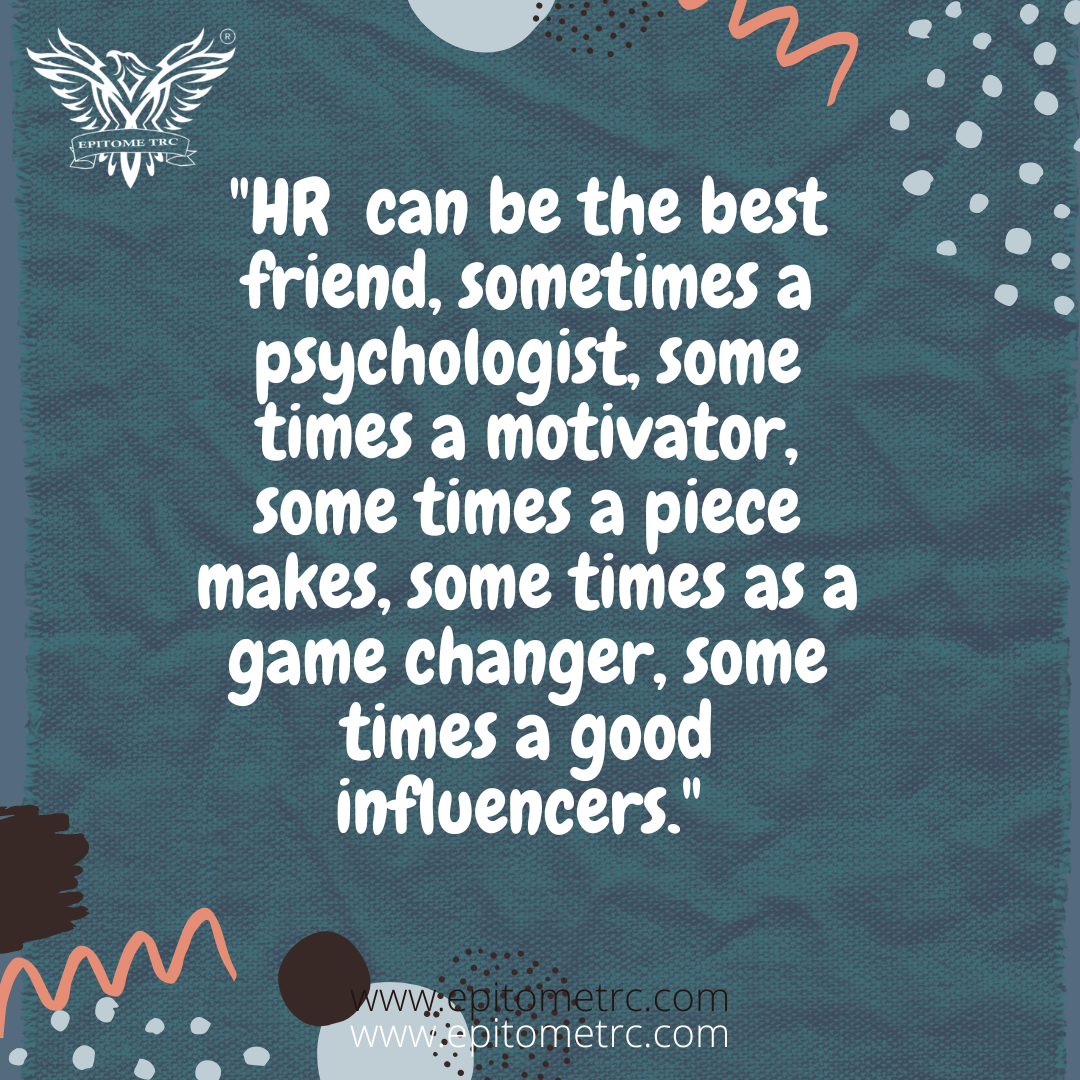 ®
EPITOME TRC
"HR can be the best
friend, sometimes a
psychologist, some
times a motivator,
some times a piece
makes, some times as a
game changer, some
times a good
influencers."
www.epitometrc.com
www.epitometrc.com